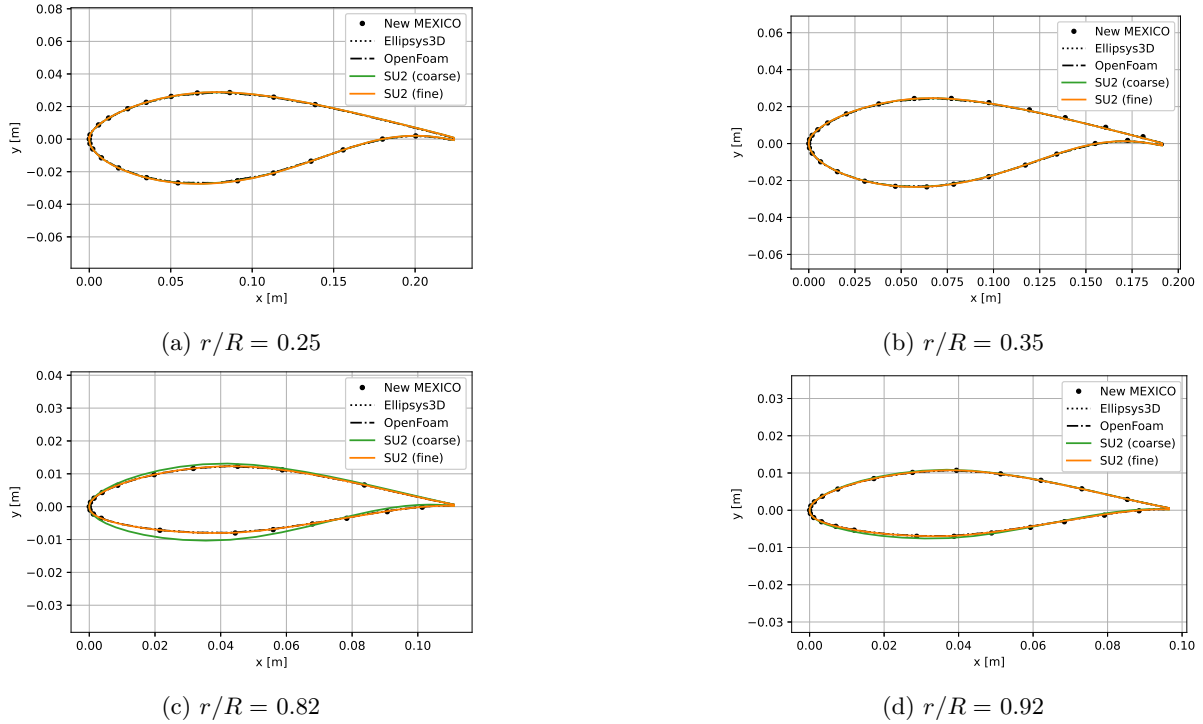 0.08
0.06
0.04
0.02
0.00
−0.02
−0.04
−0.06
y [m]
0.00 0.05 0.10 0.15 0.20
x [m]
New MEXICO
Ellipsys3D
OpenFoam
SU2 (coarse)
SU2 (fine)
(a) r/R = 0.25
0.06
0.04
0.02
0.00
−0.02
−0.04
−0.06
y [m]
0.000 0.025 0.050 0.075 0.100 0.125 0.150 0.175 0.200
x [m]
New MEXICO
Ellipsys3D
OpenFoam
SU2 (coarse)
SU2 (fine)
(b) r/R = 0.35
0.04
0.03
0.02
0.01
0.00
−0.01
−0.02
−0.03
y [m]
0.00 0.02 0.04 0.06 0.08 0.10
x [m]
New MEXICO
Ellipsys3D
OpenFoam
SU2 (coarse)
SU2 (fine)
(c) r/R = 0.82
0.03
0.02
0.01
0.00
−0.01
−0.02
−0.03
y [m]
0.00 0.02 0.04 0.06 0.08 0.10
x [m]
New MEXICO
Ellipsys3D
OpenFoam
SU2 (coarse)
SU2 (fine)
(d) r/R = 0.92